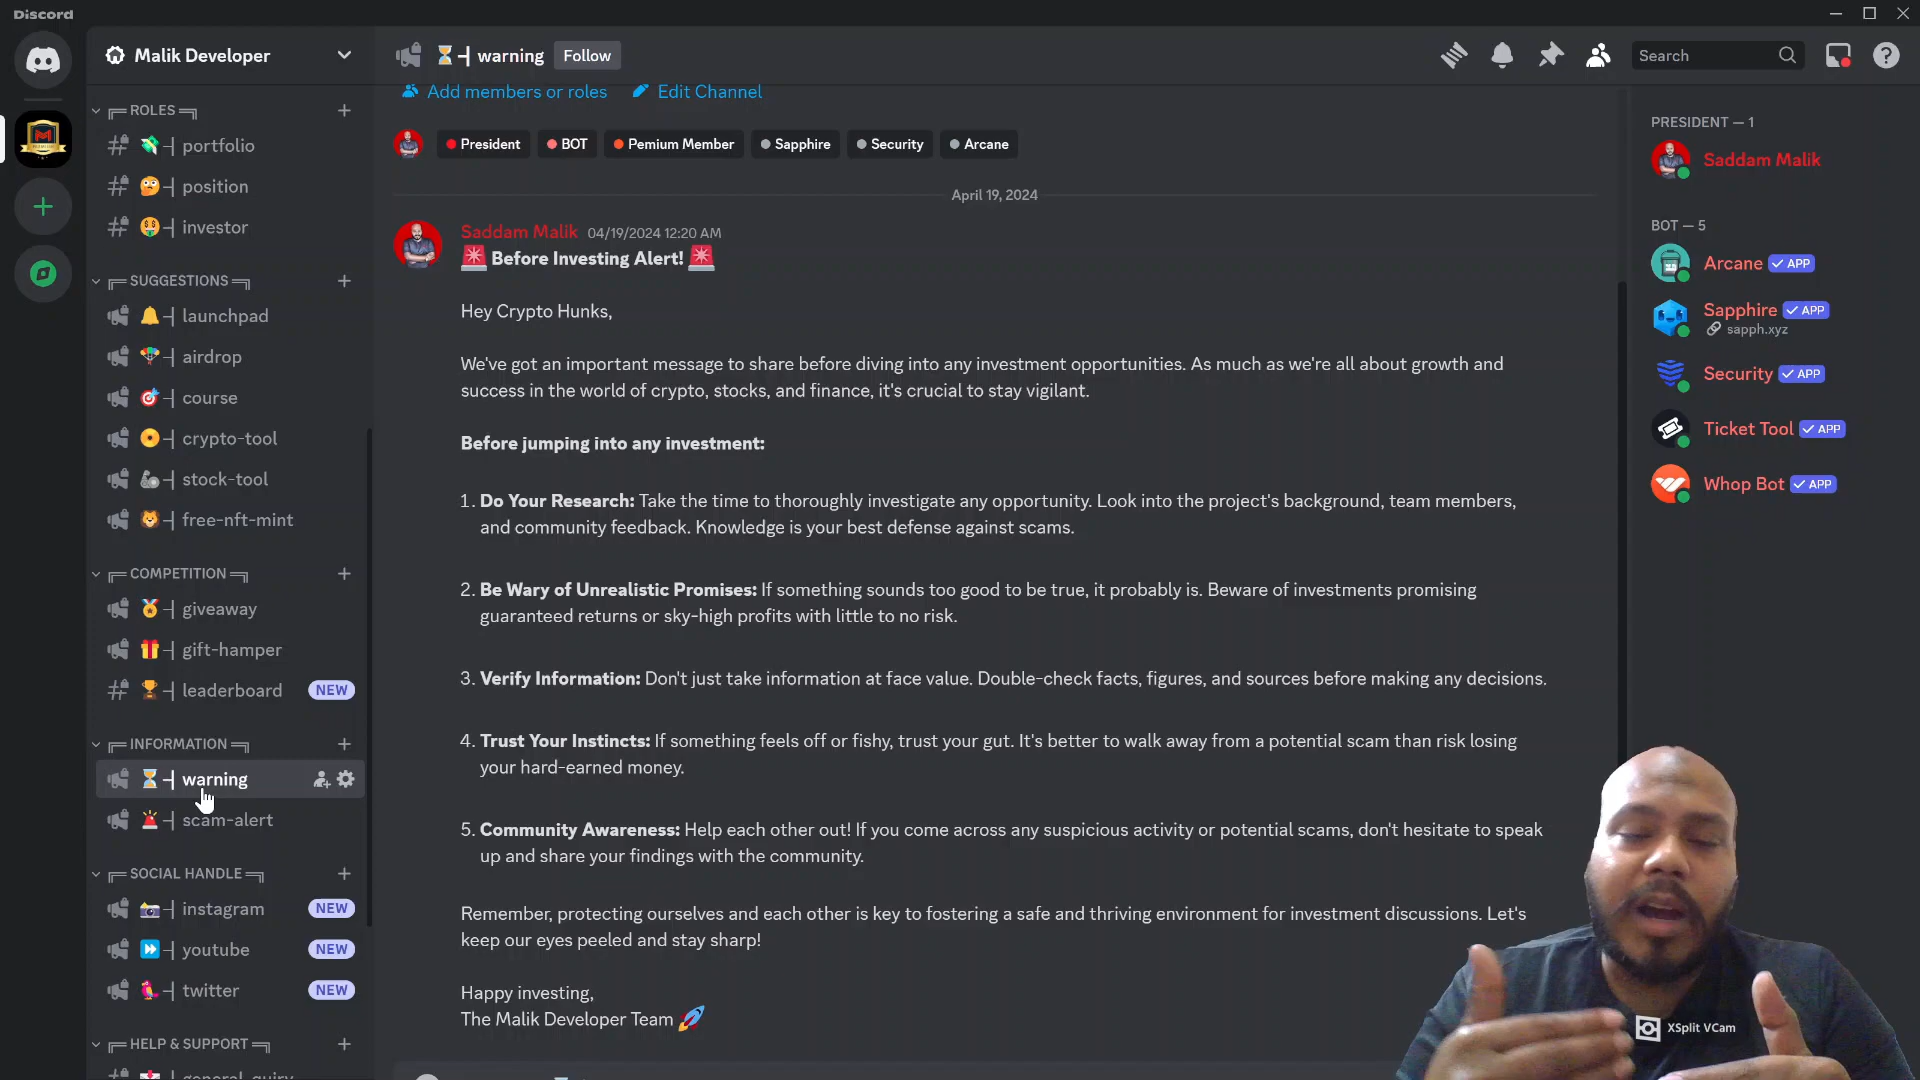 Discord
Malik Developer
ROLES
portfolio
position
investor
SUGGESTIONS
launchpad
airdrop
course
crypto-tool
stock-tool
free-nft-mint
COMPETITION
giveaway
gift-hamper
leaderboard NEW
INFORMATION
warning
scam-alert
SOCIAL HANDLE
instagram NEW
youtube NEW
twitter NEW
HELP & SUPPORT
warning Follow
Search
Add members or roles Edit Channel
President BOT Pemium Member Sapphire Security Arcane
April 19, 2024
Saddam Malik 04/19/2024 12:20 AM
Before Investing Alert!
Hey Crypto Hunks,
We've got an important message to share before diving into any investment opportunities. As much as we're all about growth and
success in the world of crypto, stocks, and finance, it's crucial to stay vigilant.
Before jumping into any investment:
1. Do Your Research: Take the time to thoroughly investigate any opportunity. Look into the project's background, team members,
and community feedback. Knowledge is your best defense against scams.
2. Be Wary of Unrealistic Promises: If something sounds too good to be true, it probably is. Beware of investments promising
guaranteed returns or sky-high profits with little to no risk.
3. Verify Information: Don't just take information at face value. Double-check facts, figures, and sources before making any decisions.
4. Trust Your Instincts: If something feels off or fishy, trust your gut. It's better to walk away from a potential scam than risk losing
your hard-earned money.
5. Community Awareness: Help each other out! If you come across any suspicious activity or potential scams, don't hesitate to speak
up and share your findings with the community.
Remember, protecting ourselves and each other is key to fostering a safe and thriving environment for investment discussions. Let's
keep our eyes peeled and stay sharp!
Happy investing,
The Malik Developer Team
PRESIDENT — 1
Saddam Malik
BOT — 5
Arcane APP
Sapphire APP
sapph.xyz
Security APP
Ticket Tool APP
Whop Bot APP
XSplit VCam